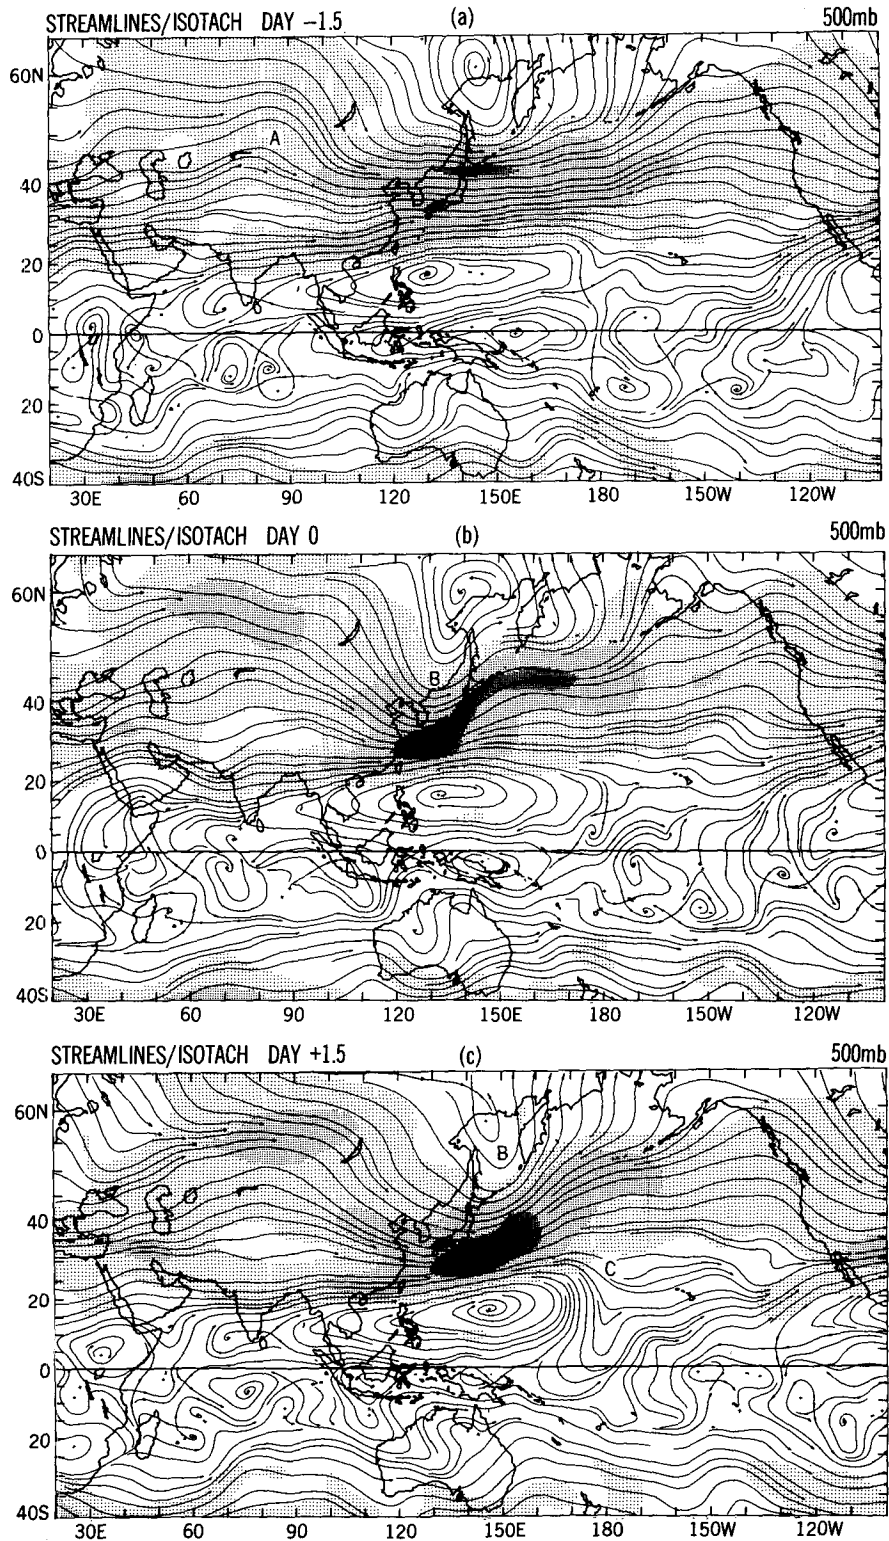 STREAMLINES/ISOTACH DAY −1.5 (a) 500mb
60N
A
40
20
0
20
40S
30E 60 90 120 150E 180 150W 120W
STREAMLINES/ISOTACH DAY 0 (b) 500mb
60N
B
40
20
0
20
40S
30E 60 90 120 150E 180 150W 120W
STREAMLINES/ISOTACH DAY +1.5 (c) 500mb
60N
B
40
C
20
0
20
40S
30E 60 90 120 150E 180 150W 120W